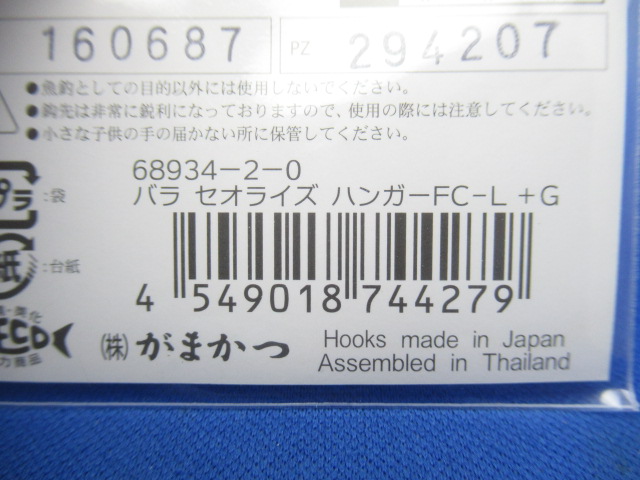 160687 PZ 294207
●魚釣としての目的以外には使用しないでください。
●鈎先は非常に鋭利になっておりますので、使用の際には注意してください。
●小さな子供の手の届かない所に保管してください。
68934-2-0
プラ :袋
バラ セオライズ ハンガーFC-L +G
紙 :台紙
4 549018 744279
ECO
商品
(株) がまかつ
Hooks made in Japan
Assembled in Thailand